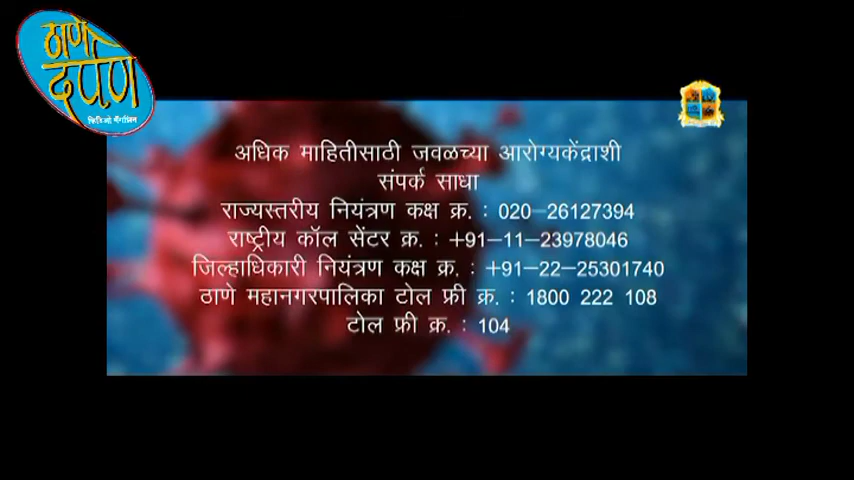 ठाणे
दर्पण
व्हिडिओ मॅगझिन
अधिक माहितीसाठी जवळच्या आरोग्यकेंद्राशी
संपर्क साधा
राज्यस्तरीय नियंत्रण कक्ष क्र. : 020–26127394
राष्ट्रीय कॉल सेंटर क्र. : +91–11–23978046
जिल्हाधिकारी नियंत्रण कक्ष क्र. : +91–22–25301740
ठाणे महानगरपालिका टोल फ्री क्र. : 1800 222 108
टोल फ्री क्र. : 104